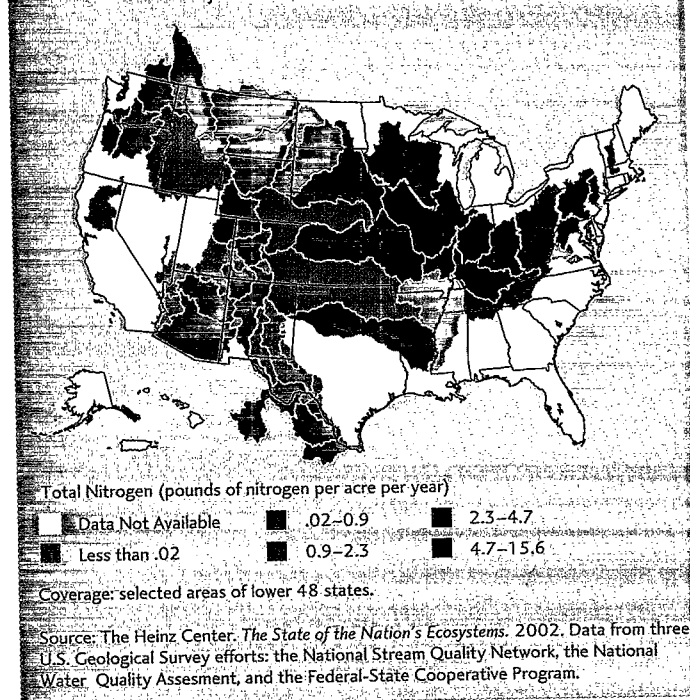 Total Nitrogen (pounds of nitrogen per acre per year)
Data Not Available .02–0.9 2.3–4.7
Less than .02 0.9–2.3 4.7–15.6
Coverage: selected areas of lower 48 states.
Source: The Heinz Center. The State of the Nation's Ecosystems. 2002. Data from three
U.S. Geological Survey efforts: the National Stream Quality Network, the National
Water Quality Assesment, and the Federal-State Cooperative Program.